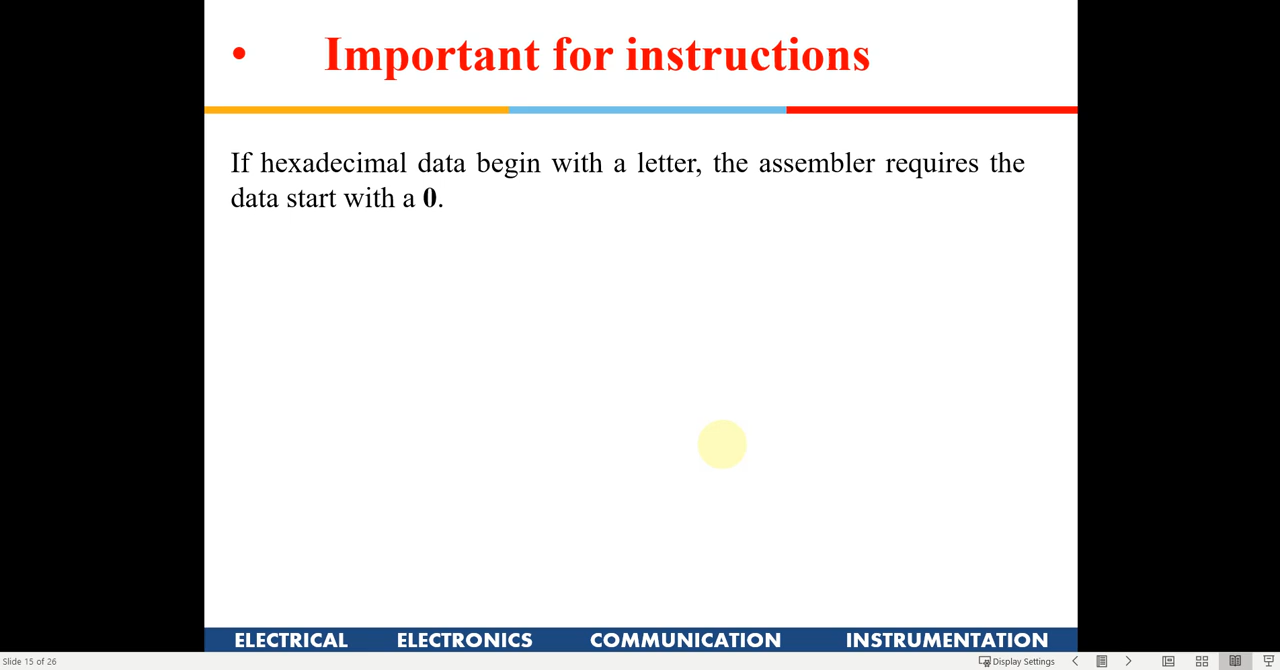 • Important for instructions
If hexadecimal data begin with a letter, the assembler requires the
data start with a 0.
ELECTRICAL ELECTRONICS COMMUNICATION INSTRUMENTATION
Slide 15 of 26 Display Settings